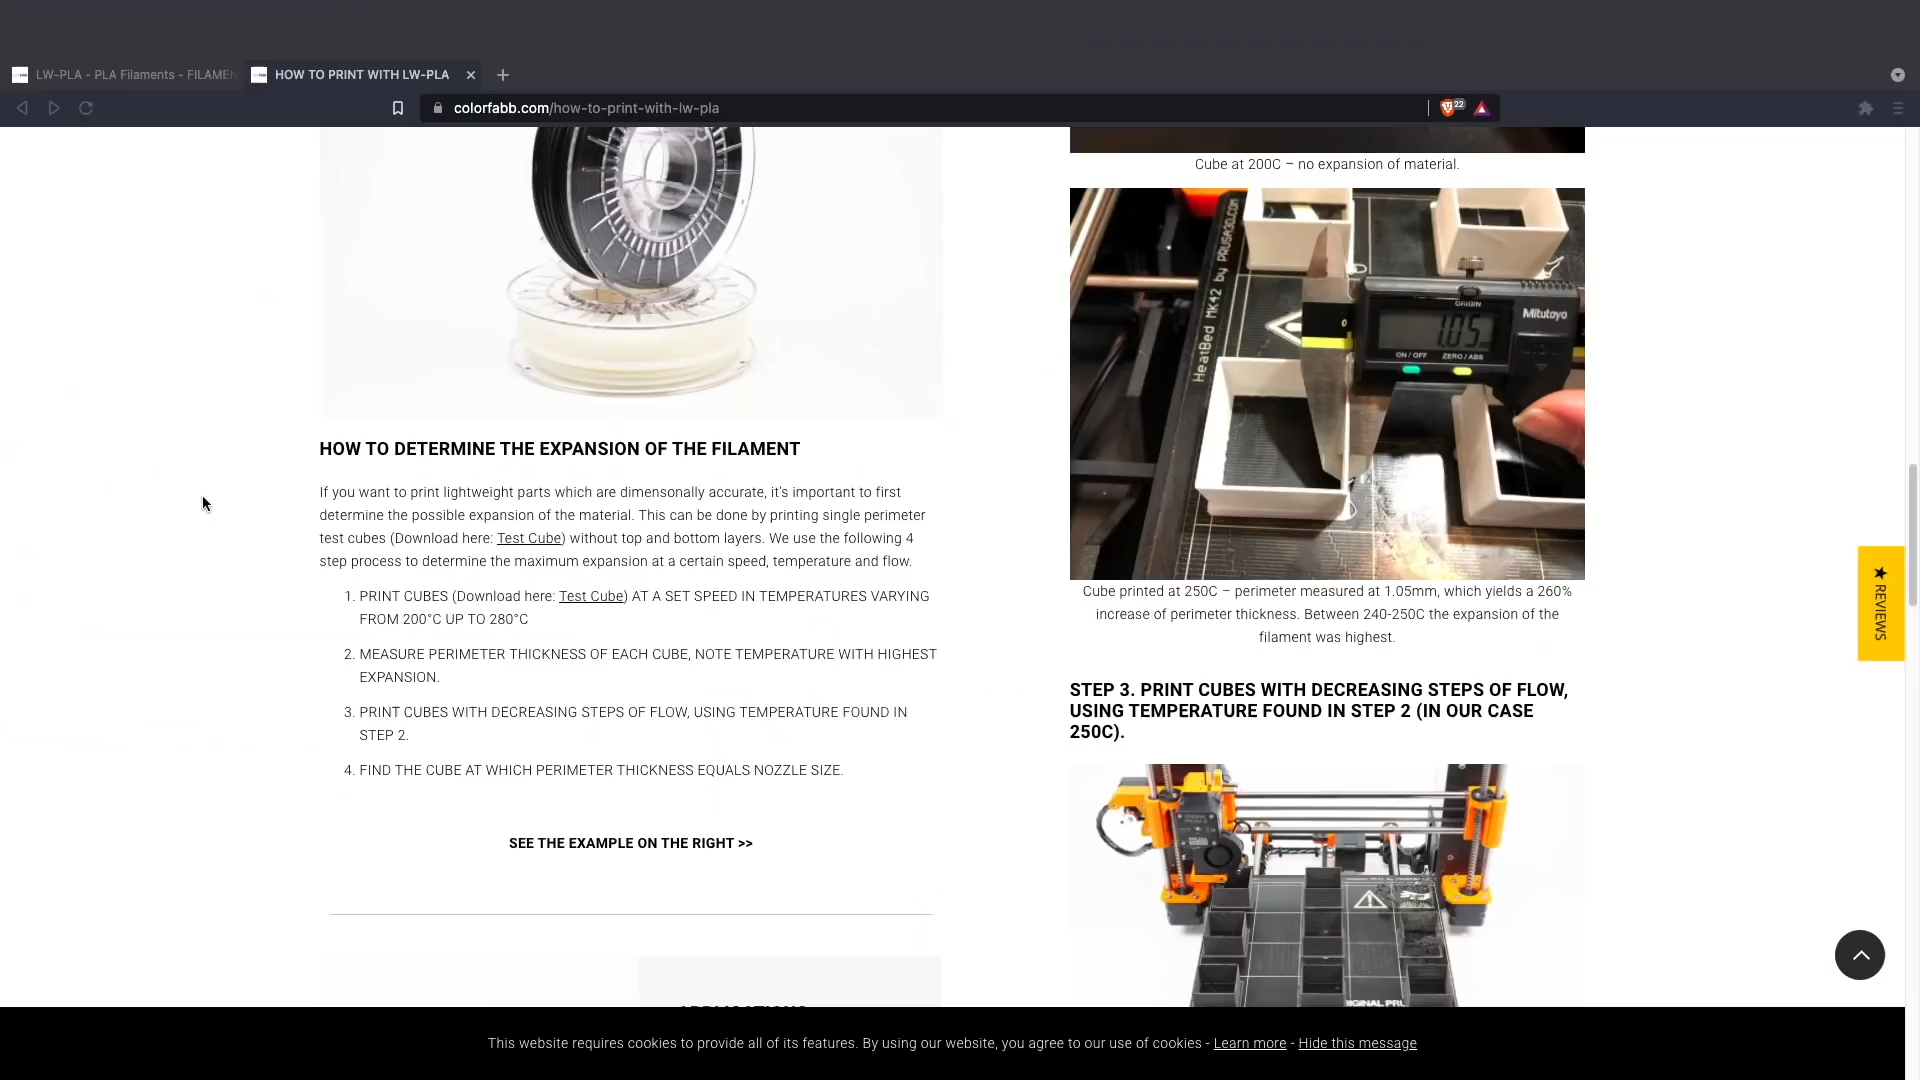 LW-PLA - PLA Filaments - FILAMEN
HOW TO PRINT WITH LW-PLA
colorfabb.com/how-to-print-with-lw-pla
22
HOW TO DETERMINE THE EXPANSION OF THE FILAMENT
If you want to print lightweight parts which are dimensonally accurate, it's important to first
determine the possible expansion of the material. This can be done by printing single perimeter
test cubes (Download here: Test Cube) without top and bottom layers. We use the following 4
step process to determine the maximum expansion at a certain speed, temperature and flow.
1. PRINT CUBES (Download here: Test Cube) AT A SET SPEED IN TEMPERATURES VARYING
FROM 200°C UP TO 280°C
2. MEASURE PERIMETER THICKNESS OF EACH CUBE, NOTE TEMPERATURE WITH HIGHEST
EXPANSION.
3. PRINT CUBES WITH DECREASING STEPS OF FLOW, USING TEMPERATURE FOUND IN
STEP 2.
4. FIND THE CUBE AT WHICH PERIMETER THICKNESS EQUALS NOZZLE SIZE.
SEE THE EXAMPLE ON THE RIGHT >>
Cube at 200C – no expansion of material.
HeatBed MK42 by PRUSA3D.COM
ORIGIN
Mitutoyo
1.05
ON / OFF
ZERO / ABS
Cube printed at 250C – perimeter measured at 1.05mm, which yields a 260%
increase of perimeter thickness. Between 240-250C the expansion of the
filament was highest.
STEP 3. PRINT CUBES WITH DECREASING STEPS OF FLOW,
USING TEMPERATURE FOUND IN STEP 2 (IN OUR CASE
250C).
★ REVIEWS
This website requires cookies to provide all of its features. By using our website, you agree to our use of cookies - Learn more - Hide this message